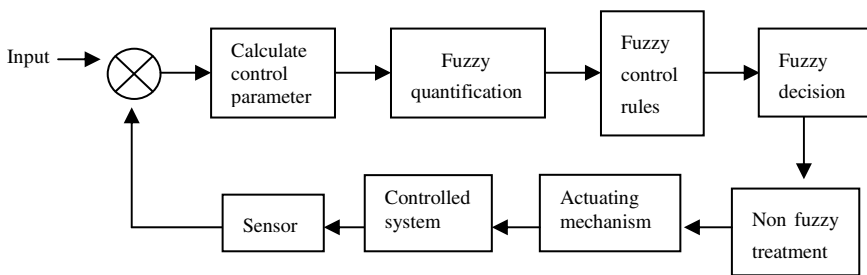 Input
Calculate
control
parameter
Fuzzy
quantification
Fuzzy
control
rules
Fuzzy
decision
Non fuzzy
treatment
Actuating
mechanism
Controlled
system
Sensor